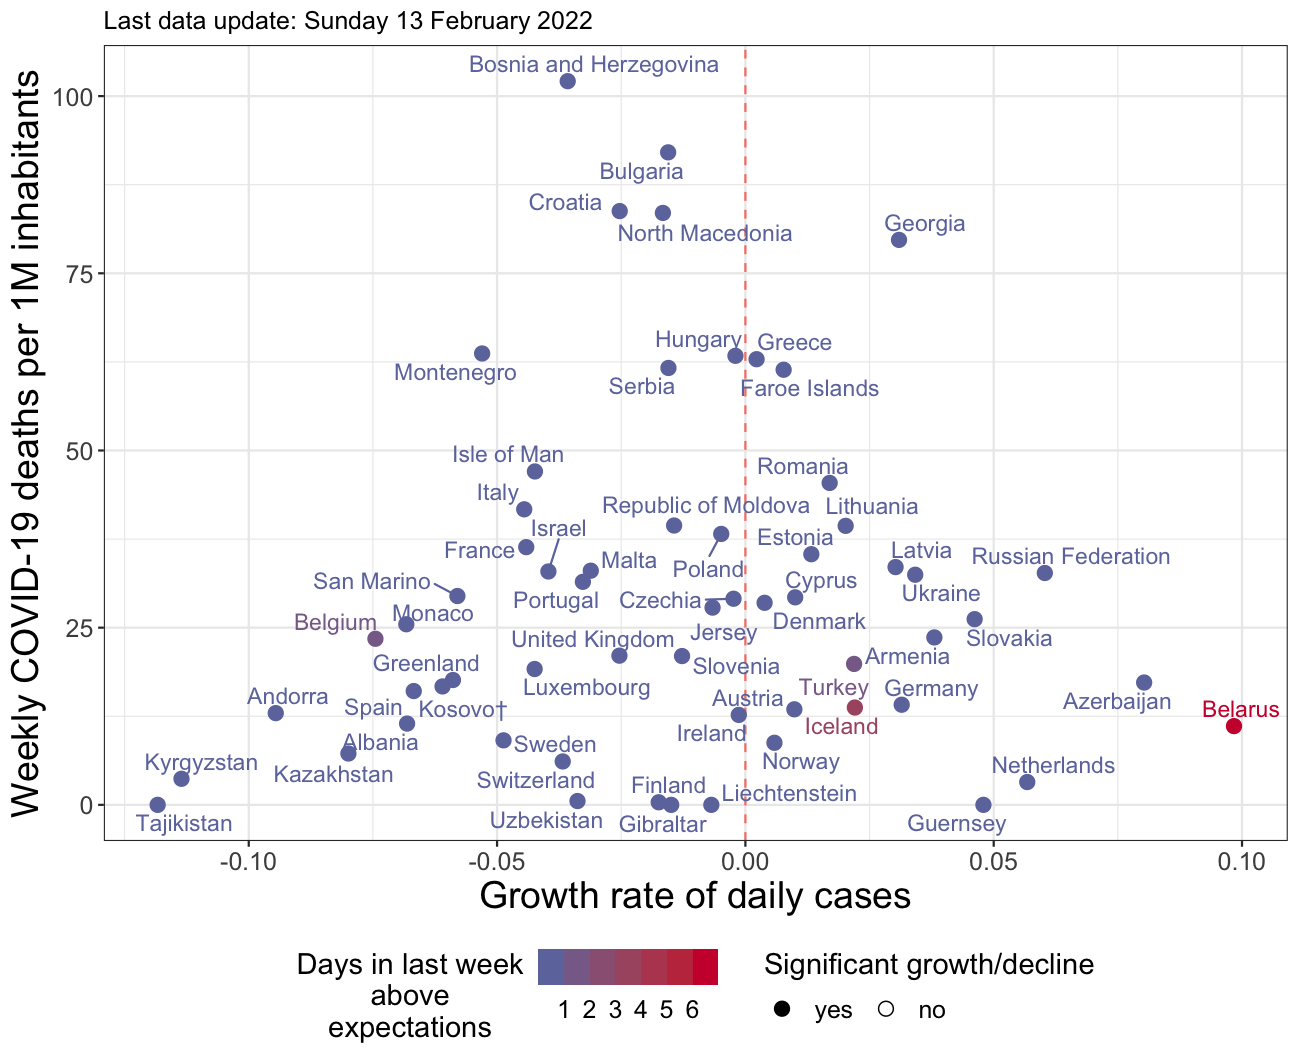 Last data update: Sunday 13 February 2022
Weekly COVID-19 deaths per 1M inhabitants
100
75
50
25
0
Bosnia and Herzegovina
Bulgaria
Croatia
North Macedonia
Georgia
Hungary
Greece
Montenegro
Serbia
Faroe Islands
Isle of Man
Romania
Italy
Republic of Moldova
Lithuania
Israel
Estonia
France
Latvia
Russian Federation
Malta
Poland
San Marino
Cyprus
Portugal
Czechia
Ukraine
Monaco
Belgium
Jersey
Denmark
United Kingdom
Slovakia
Greenland
Slovenia
Armenia
Luxembourg
Turkey
Germany
Andorra
Spain
Kosovo†
Austria
Azerbaijan
Belarus
Iceland
Ireland
Albania
Sweden
Kyrgyzstan
Kazakhstan
Switzerland
Norway
Netherlands
Finland
Liechtenstein
Tajikistan
Uzbekistan
Gibraltar
Guernsey
-0.10
-0.05
0.00
0.05
0.10
Growth rate of daily cases
Days in last week
above
expectations
1 2 3 4 5 6
Significant growth/decline
yes
no